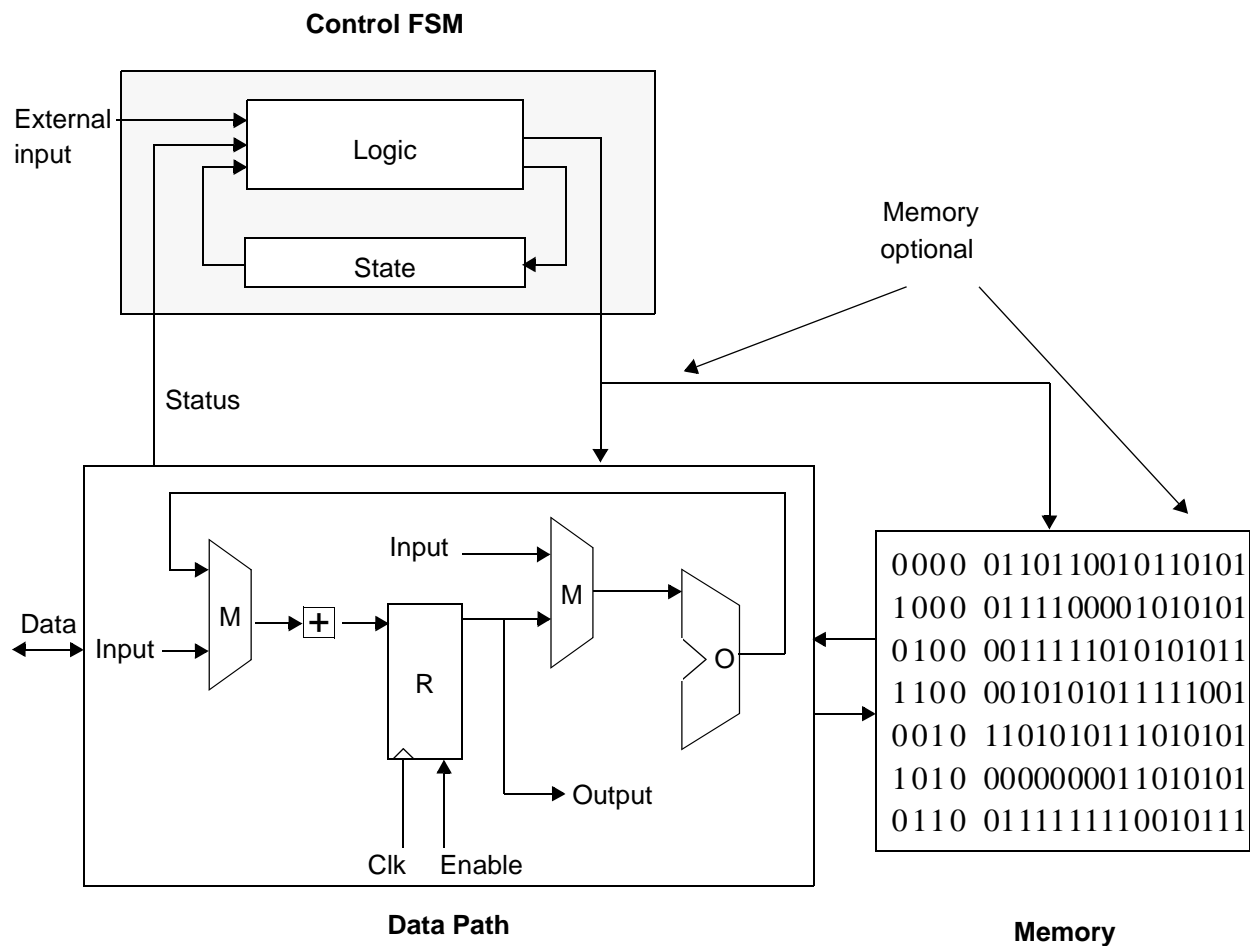 Control FSM
External
input
Logic
State
Memory
optional
Status
Input
M
Data
Input
M
+
R
O
Output
Clk
Enable
Data Path
0000 0110110010110101
1000 0111100001010101
0100 0011111010101011
1100 0010101011111001
0010 1101010111010101
1010 0000000011010101
0110 0111111110010111
Memory